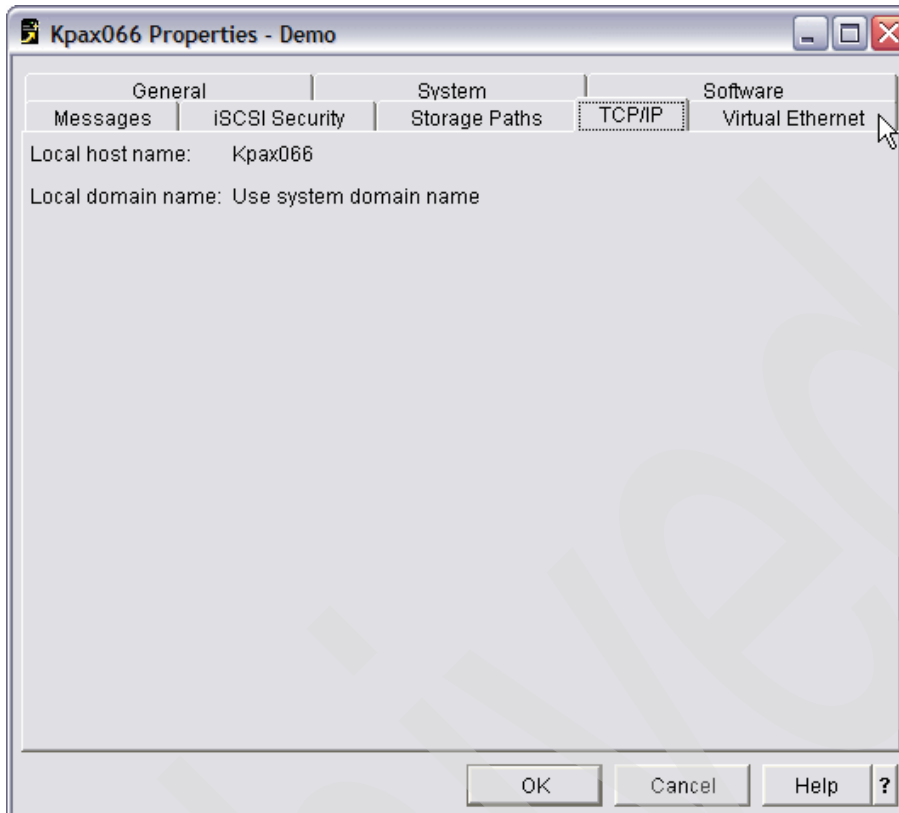 Kpax066 Properties - Demo
General System Software
Messages iSCSI Security Storage Paths TCP/IP Virtual Ethernet
Local host name: Kpax066
Local domain name: Use system domain name
OK Cancel Help ?